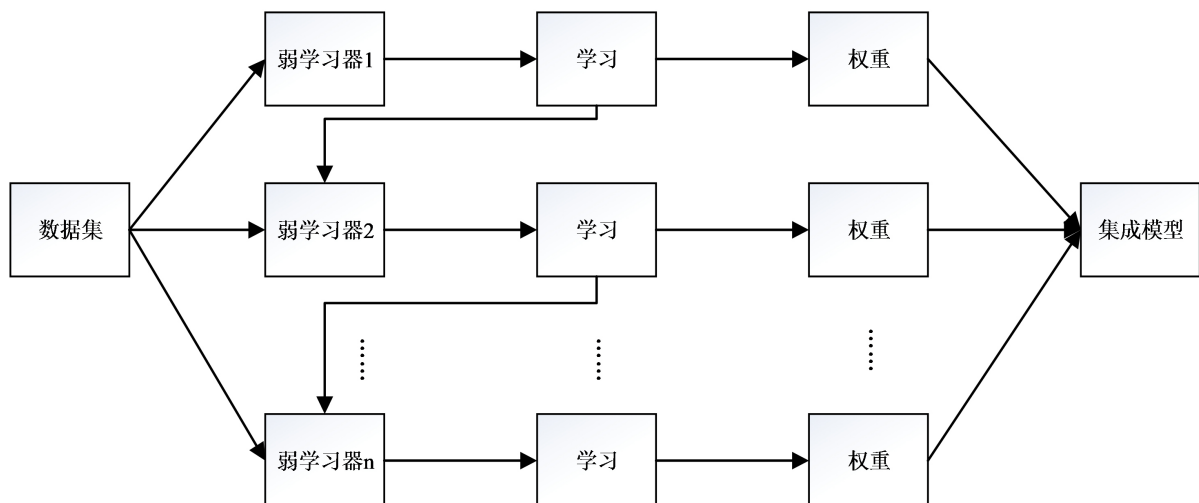 弱学习器1
学习
权重
数据集
弱学习器2
学习
权重
集成模型
弱学习器n
学习
权重